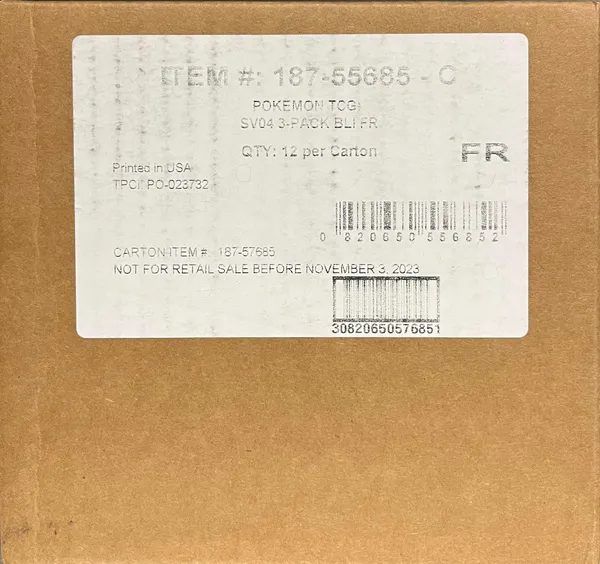 ITEM #: 187-55685 - C
POKEMON TCG:
SV04 3-PACK BLI FR
QTY: 12 per Carton
FR
Printed in USA
TPCI PO-023732
0 820650 556852
CARTON ITEM # 187-57685
NOT FOR RETAIL SALE BEFORE NOVEMBER 3, 2023
30820650576851